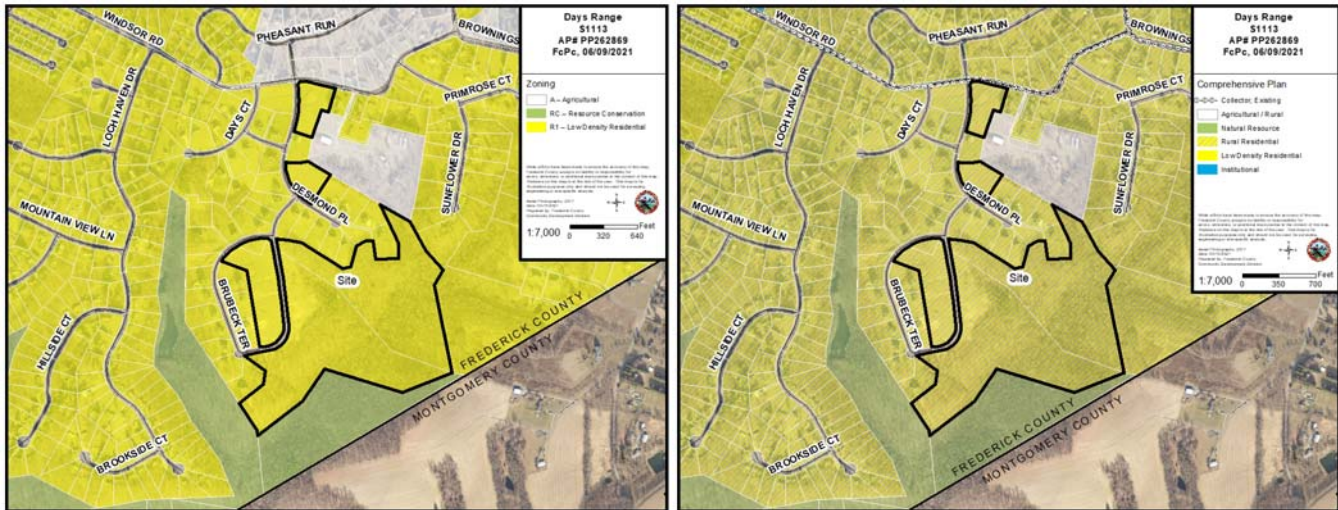 WINDSOR RD
PHEASANT RUN
BROWNINGS
LOCH HAVEN DR
DAYS CT
PRIMROSE CT
SUNFLOWER DR
DESMOND PL
MOUNTAIN VIEW LN
Site
BRUBECK TER
HILLSIDE CT
BROOKSIDE CT
FREDERICK COUNTY
MONTGOMERY COUNTY
Days Range
S1113
AP# PP262869
FcPc, 06/09/2021
Zoning
A – Agricultural
RC – Resource Conservation
R1 – Low Density Residential
1:7,000
0 320 640 Feet
WINDSOR RD
PHEASANT RUN
BROWNINGS
LOCH HAVEN DR
DAYS CT
PRIMROSE CT
SUNFLOWER DR
DESMOND PL
MOUNTAIN VIEW LN
Site
BRUBECK TER
HILLSIDE CT
BROOKSIDE CT
FREDERICK COUNTY
MONTGOMERY COUNTY
Days Range
S1113
AP# PP262869
FcPc, 06/09/2021
Comprehensive Plan
Collector, Existing
Agricultural / Rural
Natural Resource
Rural Residential
Low Density Residential
Institutional
1:7,000
0 350 700 Feet